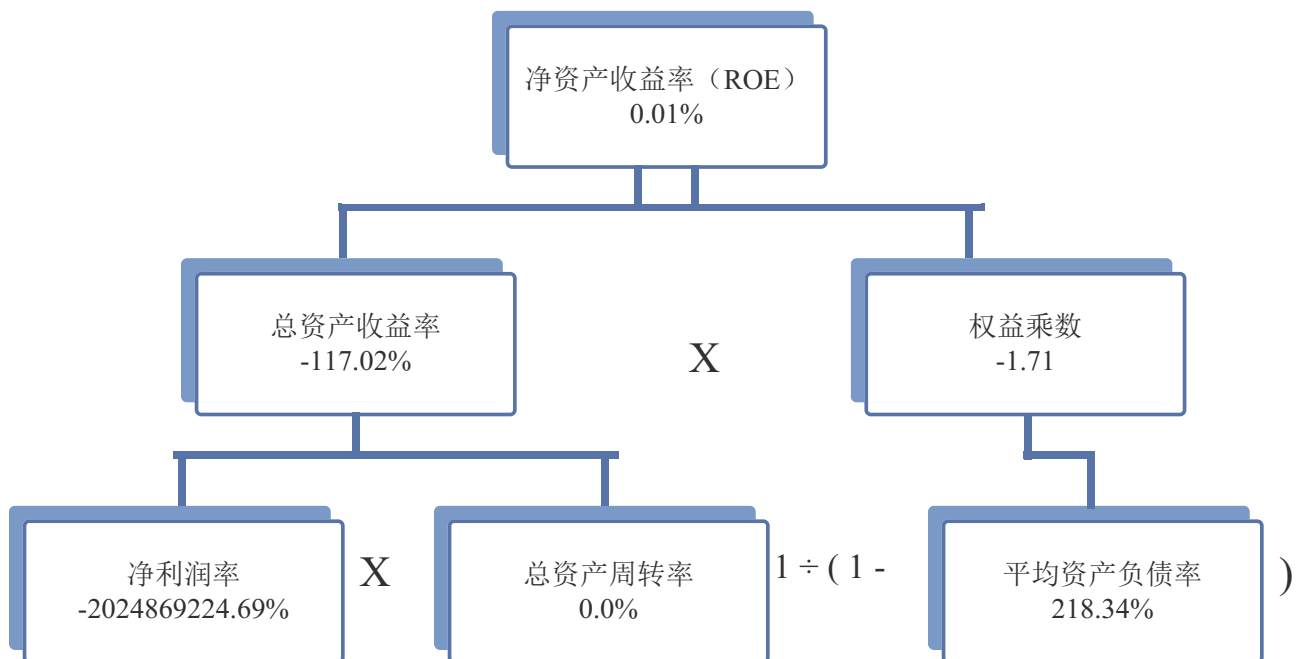 净资产收益率（ROE）
0.01%
总资产收益率
-117.02%
X
权益乘数
-1.71
净利润率
-2024869224.69%
X
总资产周转率
0.0%
1 ÷ ( 1 -
平均资产负债率
218.34%
)